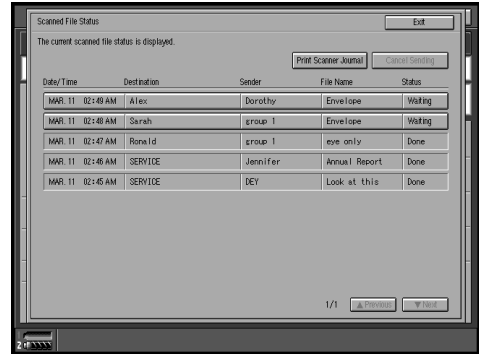 Scanned File Status
Exit
The current scanned file status is displayed.
Print Scanner Journal Cancel Sending
Date/Time Destination Sender File Name Status
MAR. 11 02:49 AM Alex Dorothy Envelope Waiting
MAR. 11 02:48 AM Sarah group 1 Envelope Waiting
MAR. 11 02:47 AM Ronald group 1 eye only Done
MAR. 11 02:46 AM SERVICE Jennifer Annual Report Done
MAR. 11 02:45 AM SERVICE DEY Look at this Done
1/1 ▲Previous ▼Next